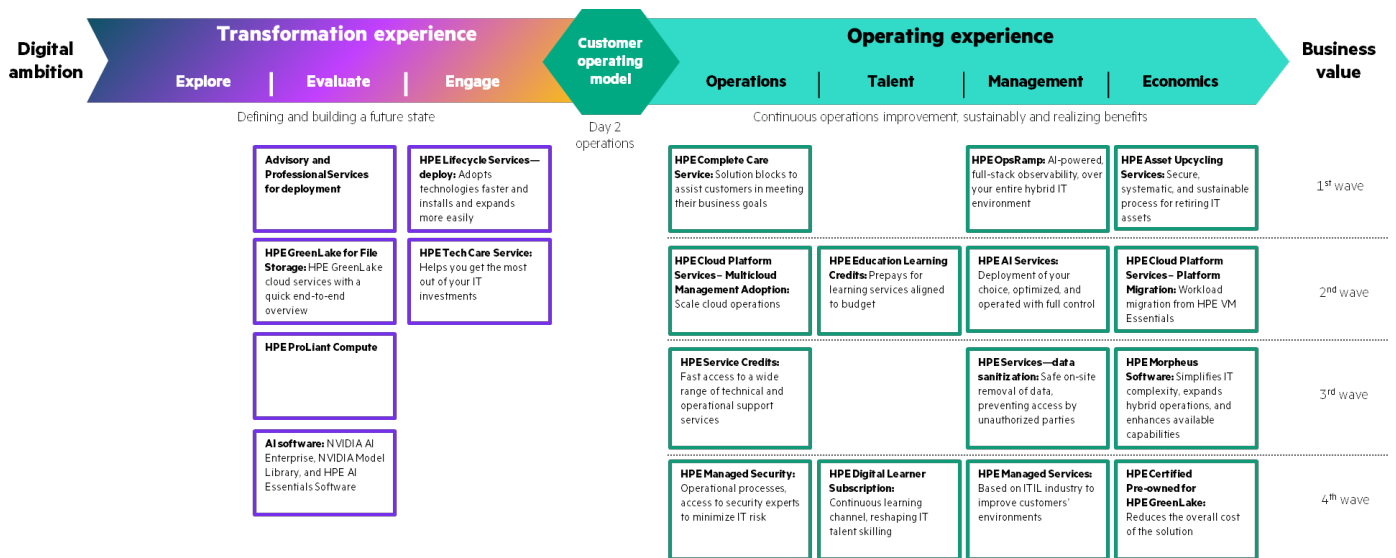 Digital
ambition
Transformation experience
Explore
Evaluate
Engage
Customer
operating
model
Operating experience
Operations
Talent
Management
Economics
Business
value
Defining and building a future state
Day 2
operations
Continuous operations improvement, sustainably and realizing benefits
Advisory and
Professional Services
for deployment
HPE Lifecycle Services—
deploy: Adopts
technologies faster and
installs and expands
more easily
HPE Complete Care
Service: Solution blocks to
assist customers in meeting
their business goals
HPE OpsRamp: AI-powered,
full-stack observability, over
your entire hybrid IT
environment
HPE Asset Upcycling
Services: Secure,
systematic, and sustainable
process for retiring IT
assets
1st wave
HPE GreenLake for File
Storage: HPE GreenLake
cloud services with a
quick end-to-end
overview
HPE Tech Care Service:
Helps you get the most
out of your IT
investments
HPE Cloud Platform
Services – Multicloud
Management Adoption:
Scale cloud operations
HPE Education Learning
Credits: Prepays for
learning services aligned
to budget
HPE AI Services:
Deployment of your
choice, optimized, and
operated with full control
HPE Cloud Platform
Services – Platform
Migration: Workload
migration from HPE VM
Essentials
2nd wave
HPE ProLiant Compute
HPE Service Credits:
Fast access to a wide
range of technical and
operational support
services
HPE Services—data
sanitization: Safe on-site
removal of data,
preventing access by
unauthorized parties
HPE Morpheus
Software: Simplifies IT
complexity, expands
hybrid operations, and
enhances available
capabilities
3rd wave
AI software: NVIDIA AI
Enterprise, NVIDIA Model
Library, and HPE AI
Essentials Software
HPE Managed Security:
Operational processes,
access to security experts
to minimize IT risk
HPE Digital Learner
Subscription:
Continuous learning
channel, reshaping IT
talent skilling
HPE Managed Services:
Based on ITIL industry to
improve customers'
environments
HPE Certified
Pre-owned for
HPE GreenLake:
Reduces the overall cost
of the solution
4th wave